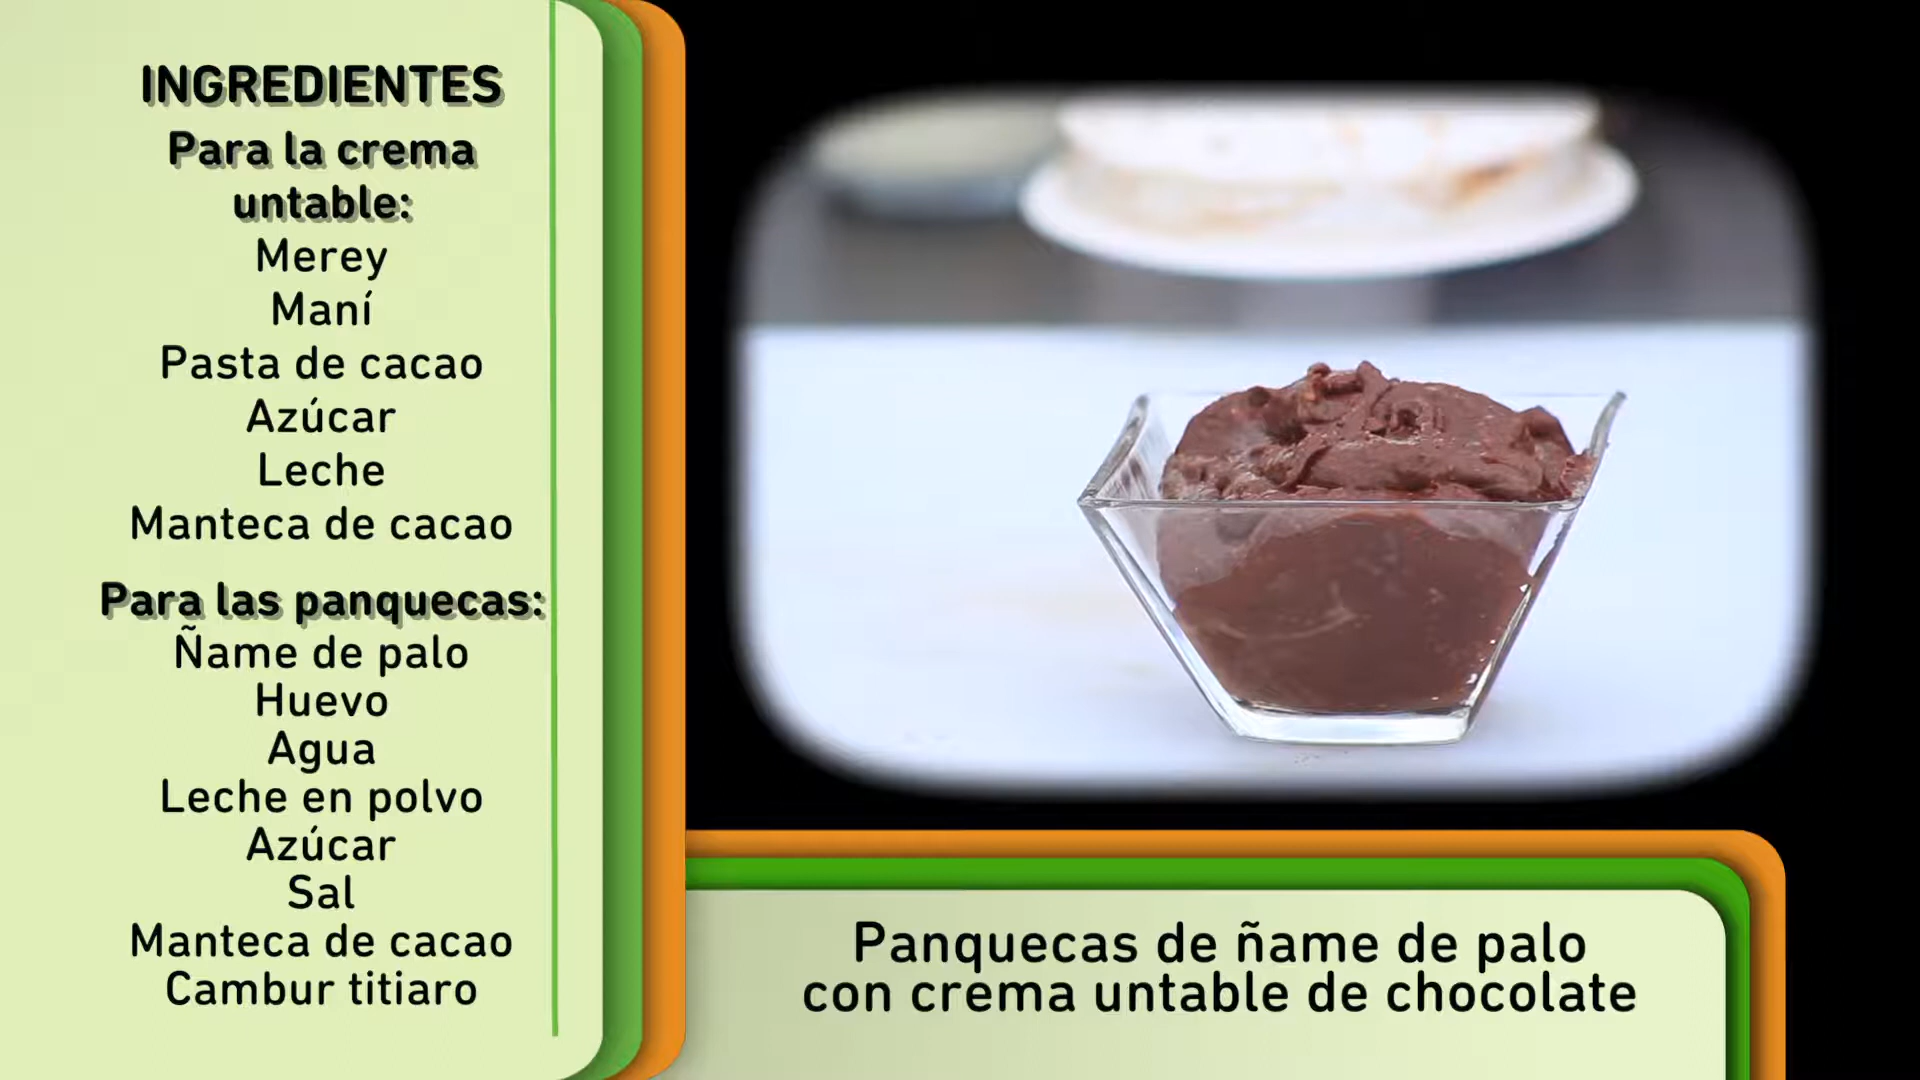 INGREDIENTES
Para la crema
untable:
Merey
Maní
Pasta de cacao
Azúcar
Leche
Manteca de cacao
Para las panquecas:
Ñame de palo
Huevo
Agua
Leche en polvo
Azúcar
Sal
Manteca de cacao
Cambur titiaro
Panquecas de ñame de palo
con crema untable de chocolate